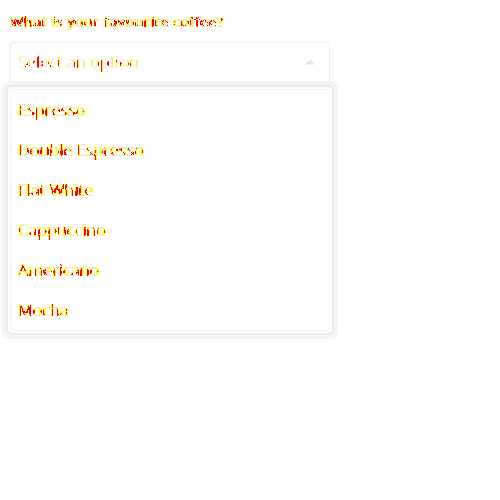 What is your favourite coffee?
Select an option
Espresso
Double Espresso
Flat White
Cappuccino
Americano
Mocha